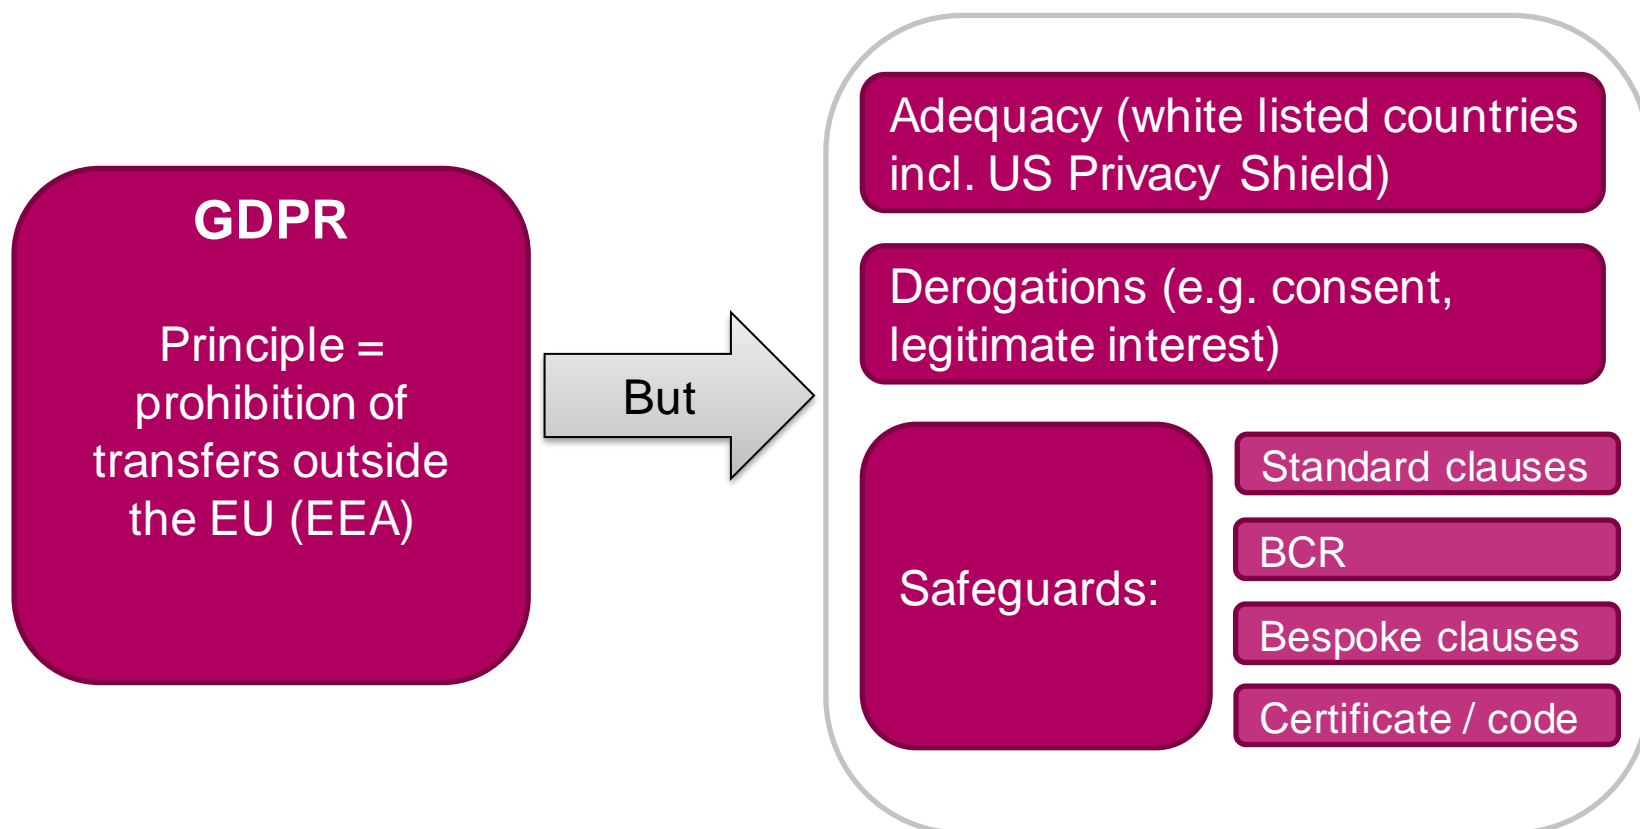 GDPR
Principle =
prohibition of
transfers outside
the EU (EEA)
But
Adequacy (white listed countries
incl. US Privacy Shield)
Derogations (e.g. consent,
legitimate interest)
Safeguards:
Standard clauses
BCR
Bespoke clauses
Certificate / code